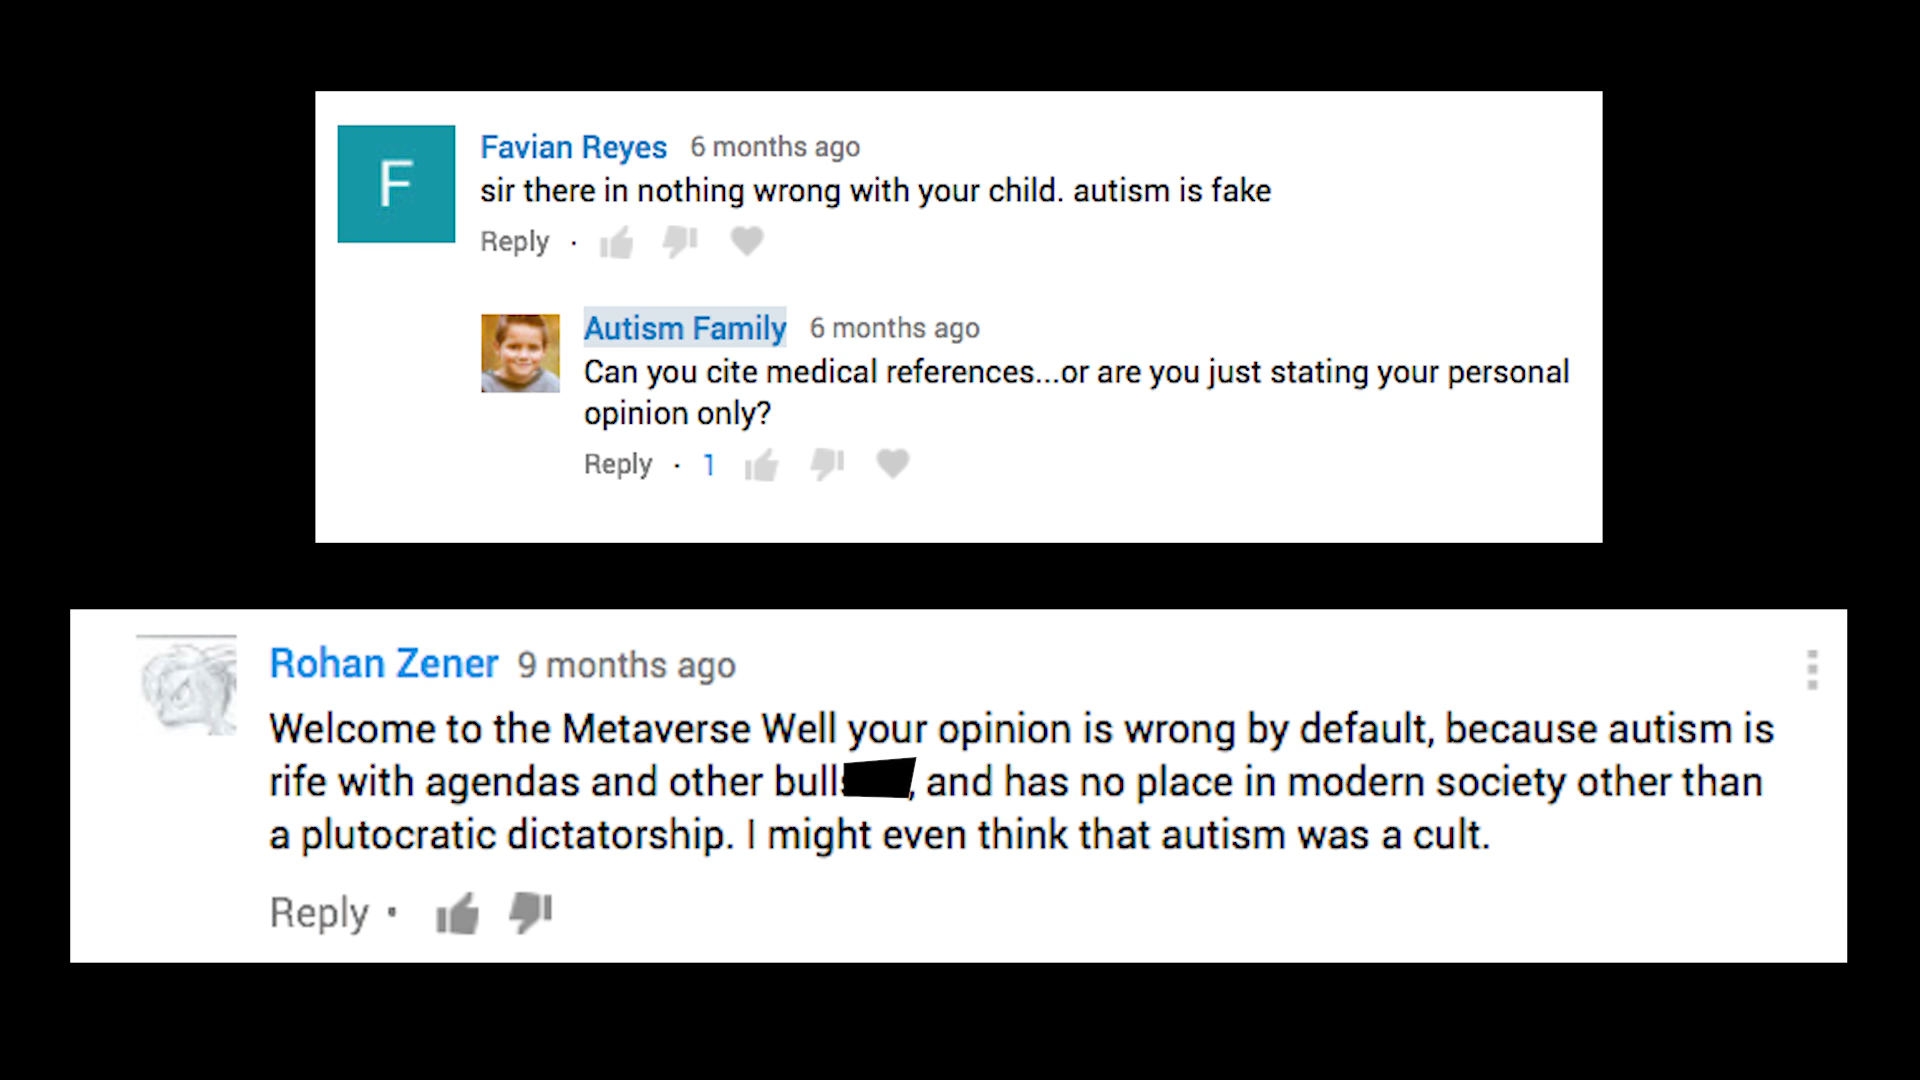 F
Favian Reyes 6 months ago
sir there in nothing wrong with your child. autism is fake
Reply ·
Autism Family 6 months ago
Can you cite medical references...or are you just stating your personal
opinion only?
Reply · 1
Rohan Zener 9 months ago
Welcome to the Metaverse Well your opinion is wrong by default, because autism is
rife with agendas and other bulls, and has no place in modern society other than
a plutocratic dictatorship. I might even think that autism was a cult.
Reply •